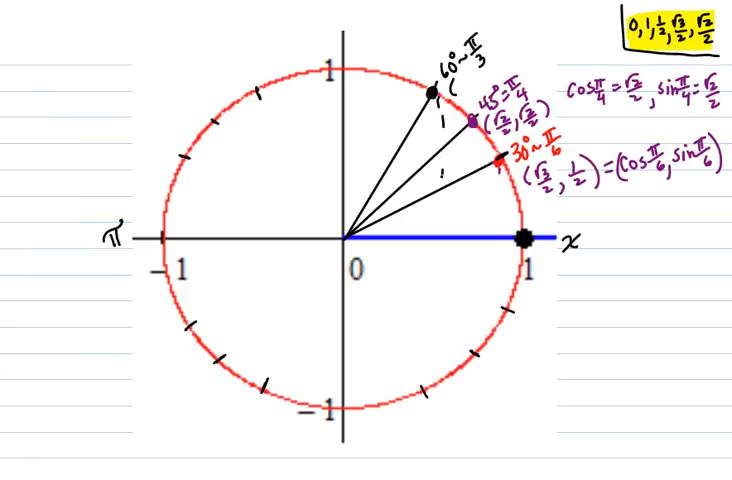 0, 1, 1/2, √3/2, √2/2
60° ~ π/3
(
1
cos π/4 = √2/2, sin π/4 = √2/2
45° = π/4
(√2/2, √2/2)
30° ~ π/6
(√3/2, 1/2) = (cos π/6, sin π/6)
π
x
-1
0
1
-1